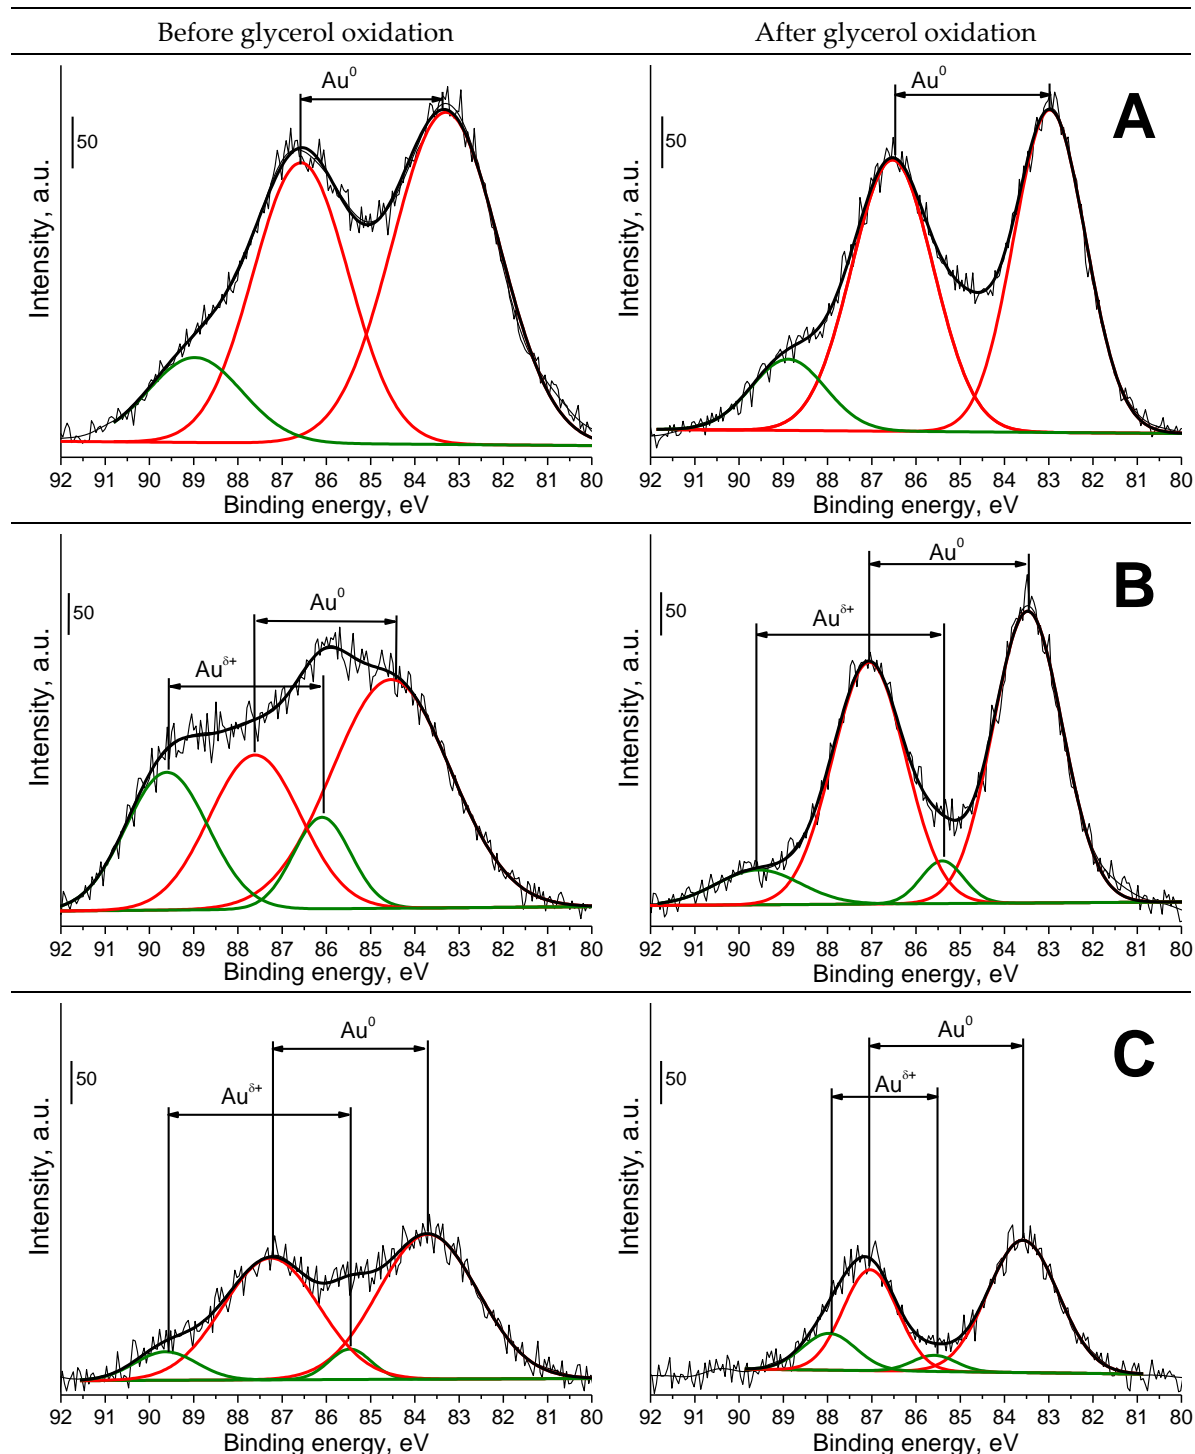 Before glycerol oxidation After glycerol oxidation
Au⁰
50
Intensity, a.u.
92 91 90 89 88 87 86 85 84 83 82 81 80
Binding energy, eV
Au⁰
A
50
Intensity, a.u.
92 91 90 89 88 87 86 85 84 83 82 81 80
Binding energy, eV
Au⁰
50
Au^δ+
Intensity, a.u.
92 91 90 89 88 87 86 85 84 83 82 81 80
Binding energy, eV
Au⁰
B
50
Au^δ+
Intensity, a.u.
92 91 90 89 88 87 86 85 84 83 82 81 80
Binding energy, eV
Au⁰
50
Au^δ+
Intensity, a.u.
92 91 90 89 88 87 86 85 84 83 82 81 80
Binding energy, eV
Au⁰
C
50
Au^δ+
Intensity, a.u.
92 91 90 89 88 87 86 85 84 83 82 81 80
Binding energy, eV